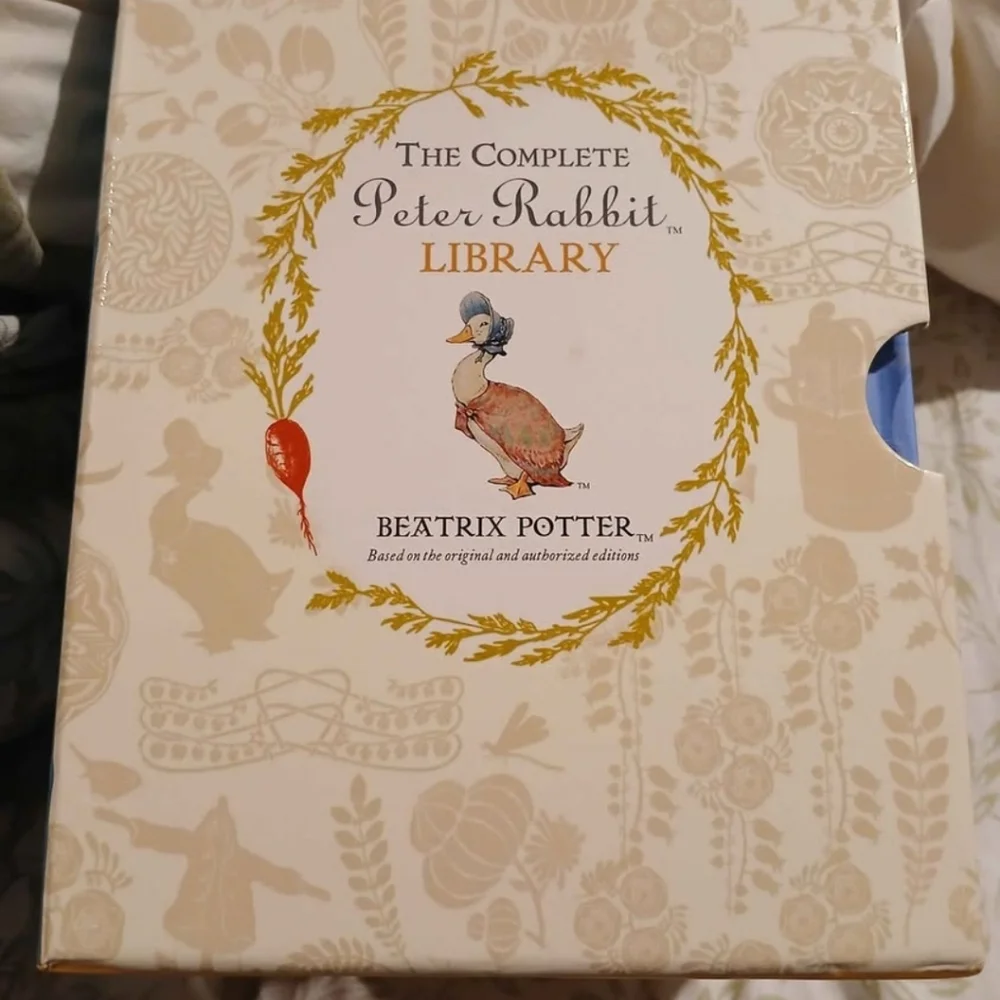 THE COMPLETE
Peter Rabbit™
LIBRARY
™
BEATRIX POTTER™
Based on the original and authorized editions